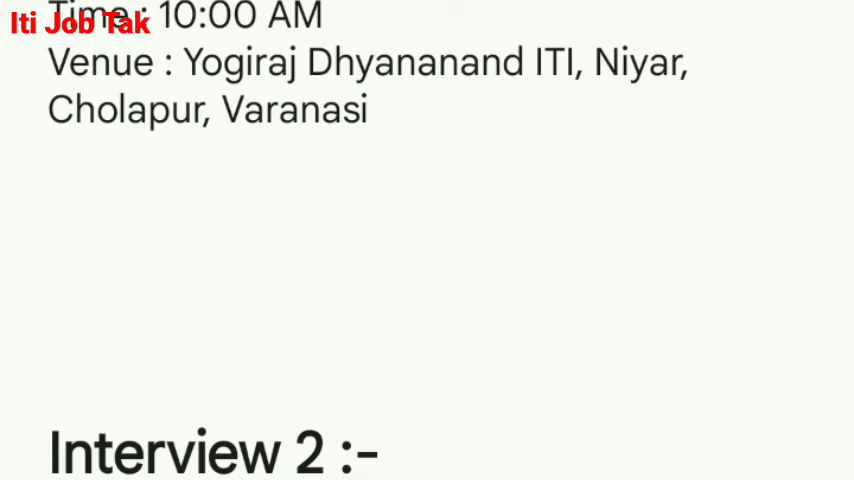 Time : 10:00 AM
Iti Job Tak
Venue : Yogiraj Dhyananand ITI, Niyar,
Cholapur, Varanasi
Interview 2 :-